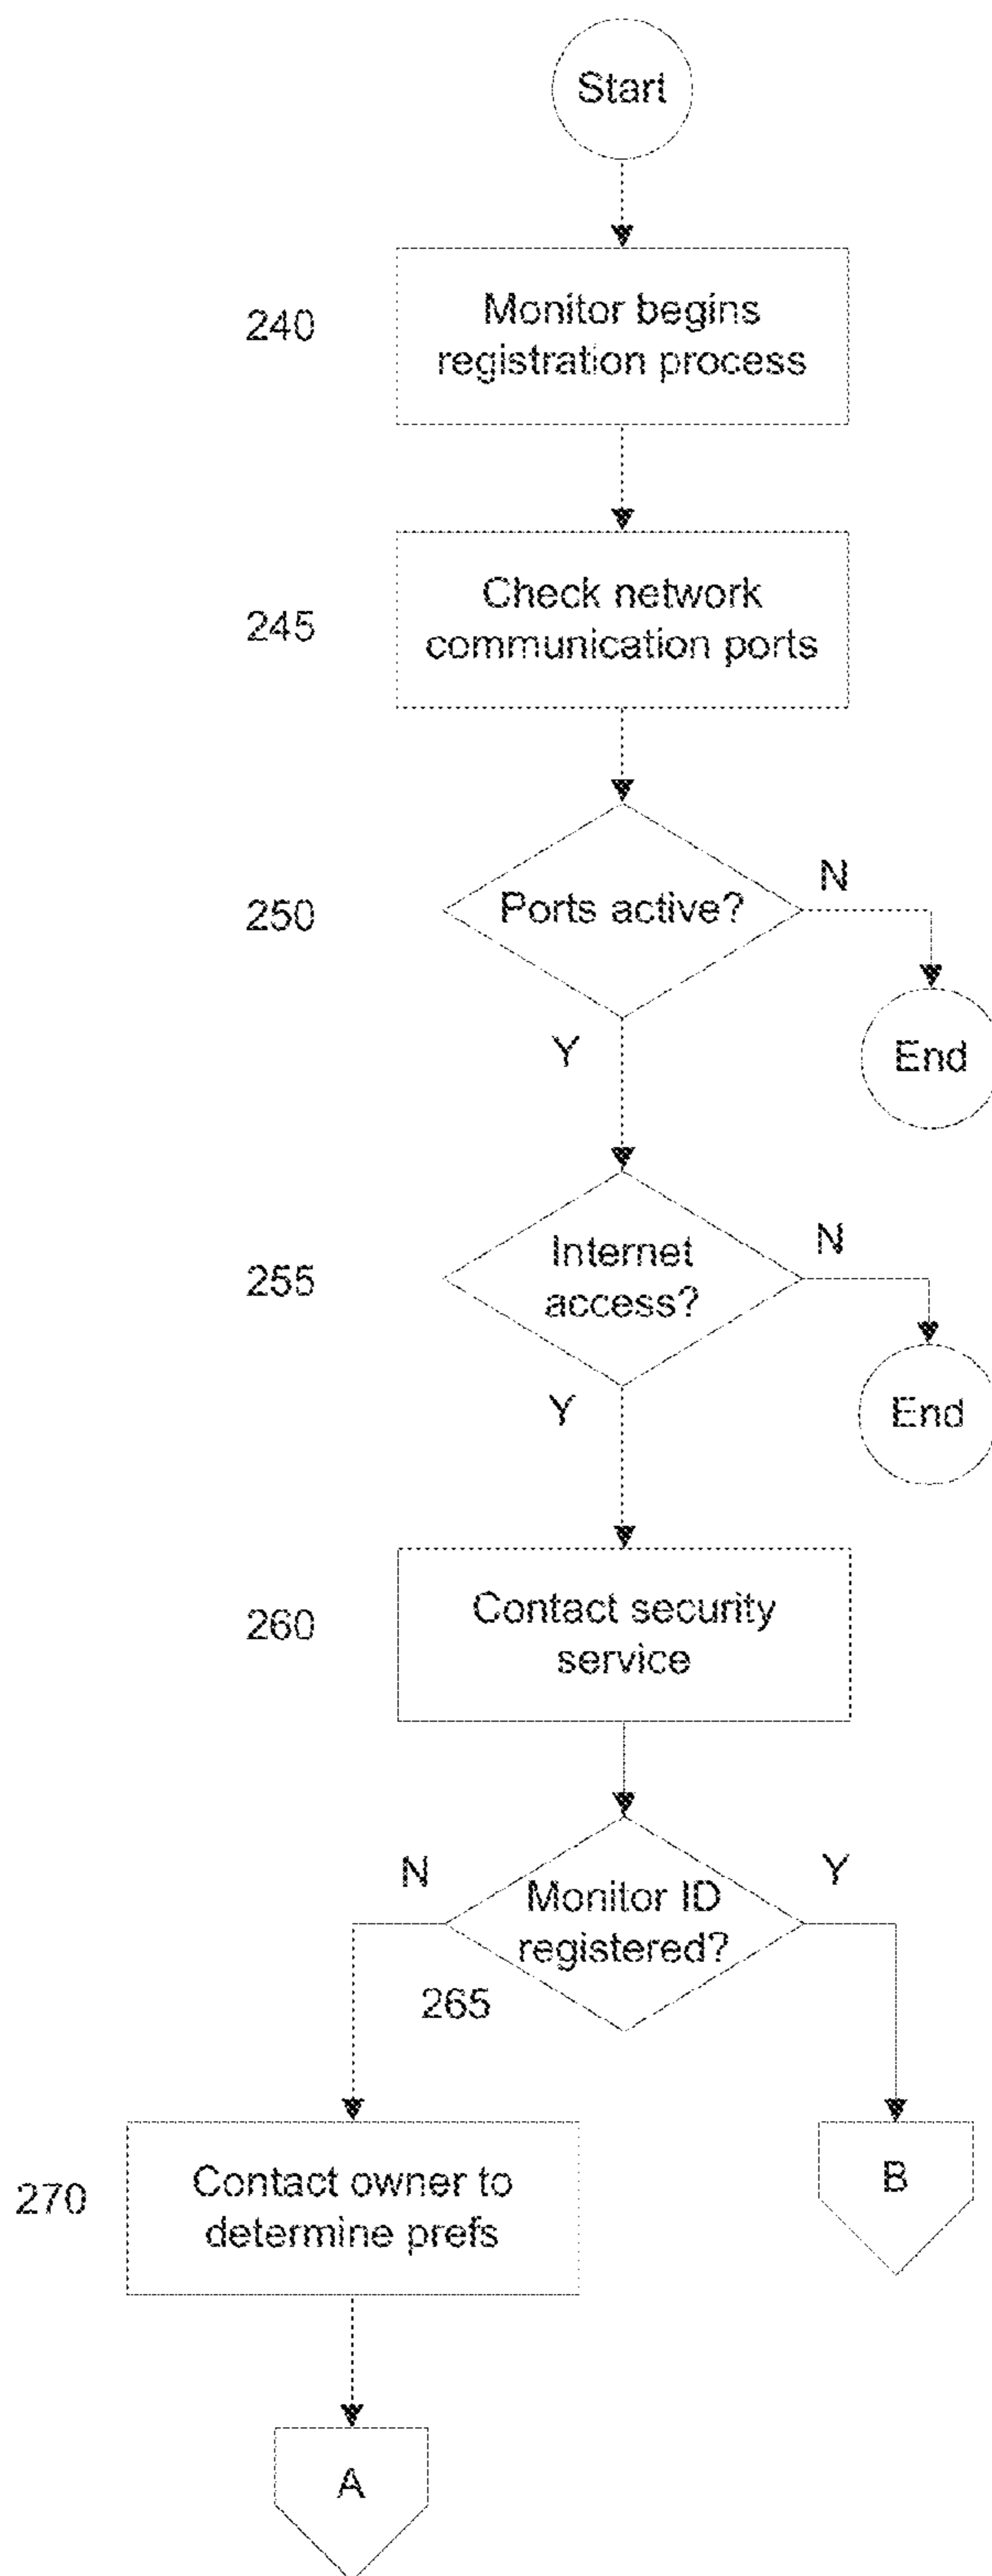 Start
240
Monitor begins
registration process
245
Check network
communication ports
250
Ports active?
N
Y
End
255
Internet
access?
N
Y
End
260
Contact security
service
N
Monitor ID
registered?
Y
265
270
Contact owner to
determine prefs
B
A